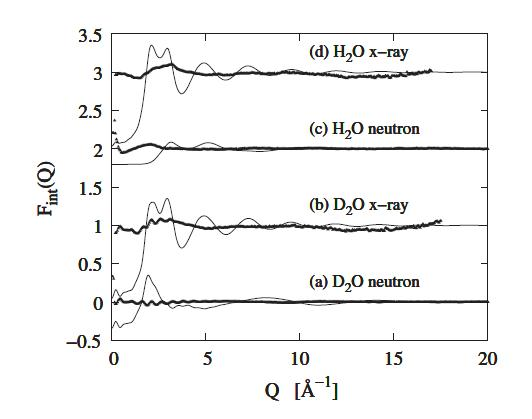 3.5
(d) H₂O x-ray
3
2.5
(c) H₂O neutron
2
1.5
(b) D₂O x-ray
1
0.5
(a) D₂O neutron
0
−0.5
F_int(Q)
0 5 10 15 20
Q [Å⁻¹]